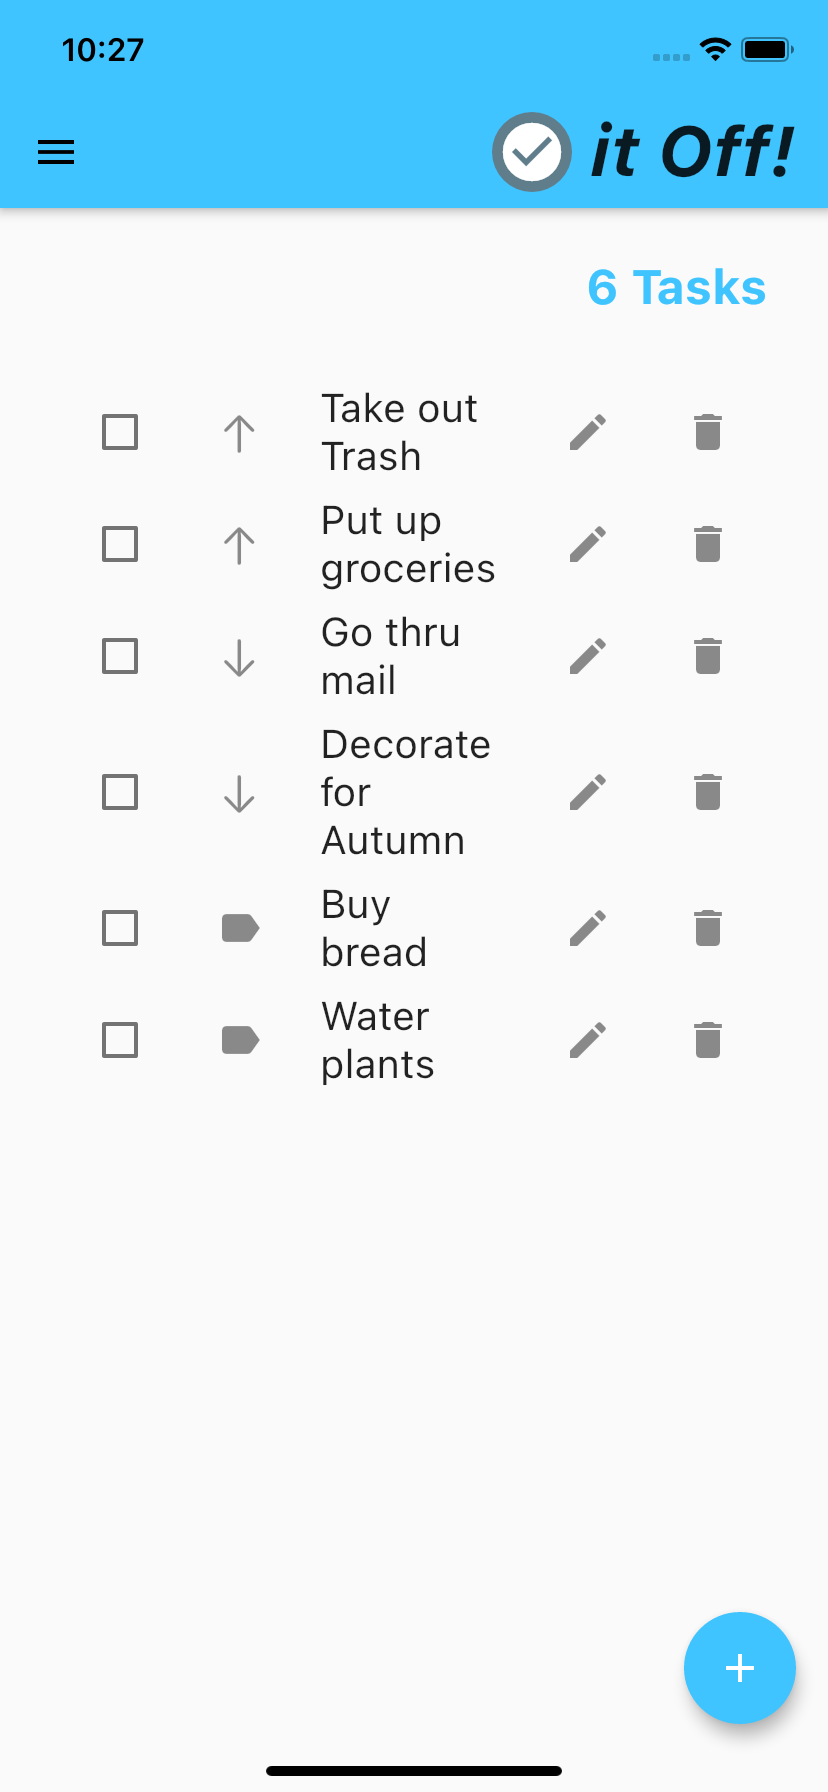 10:27
it Off!
6 Tasks
Take out
Trash
Put up
groceries
Go thru
mail
Decorate
for
Autumn
Buy
bread
Water
plants